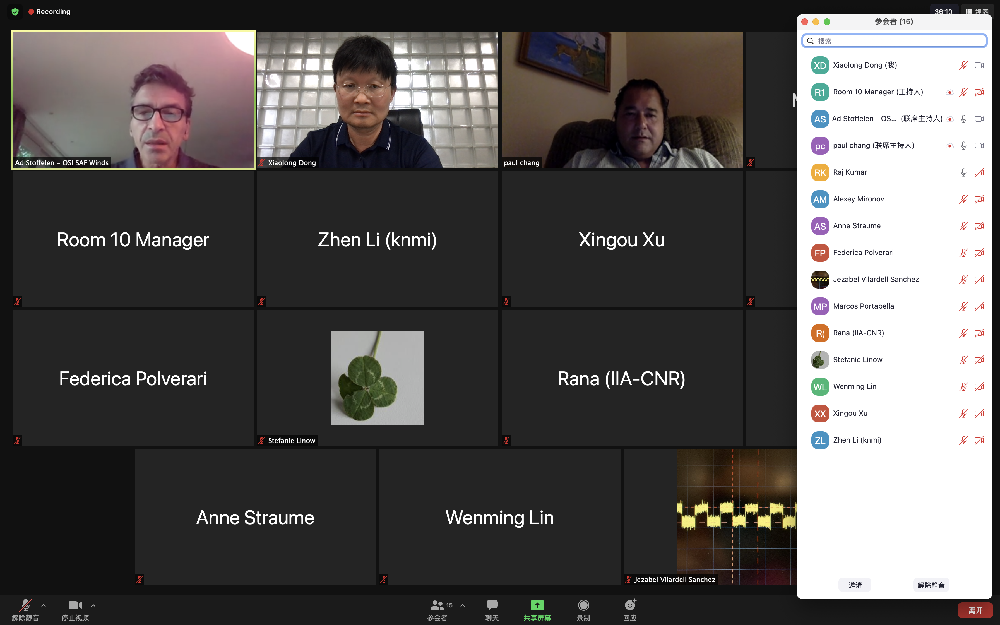 Recording
36:10
视图
Ad Stoffelen – OSI SAF Winds
Xiaolong Dong
paul chang
Room 10 Manager
Zhen Li (knmi)
Xingou Xu
Federica Polverari
Stefanie Linow
Rana (IIA-CNR)
Anne Straume
Wenming Lin
Jezabel Vilardell Sanchez
参会者 (15)
搜索
XD Xiaolong Dong (我)
R1 Room 10 Manager (主持人)
AS Ad Stoffelen - OS... (联席主持人)
pc paul chang (联席主持人)
RK Raj Kumar
AM Alexey Mironov
AS Anne Straume
FP Federica Polverari
Jezabel Vilardell Sanchez
MP Marcos Portabella
R( Rana (IIA-CNR)
Stefanie Linow
WL Wenming Lin
XX Xingou Xu
ZL Zhen Li (knmi)
邀请
解除静音
解除静音
停止视频
15
参会者
聊天
共享屏幕
录制
回应
离开